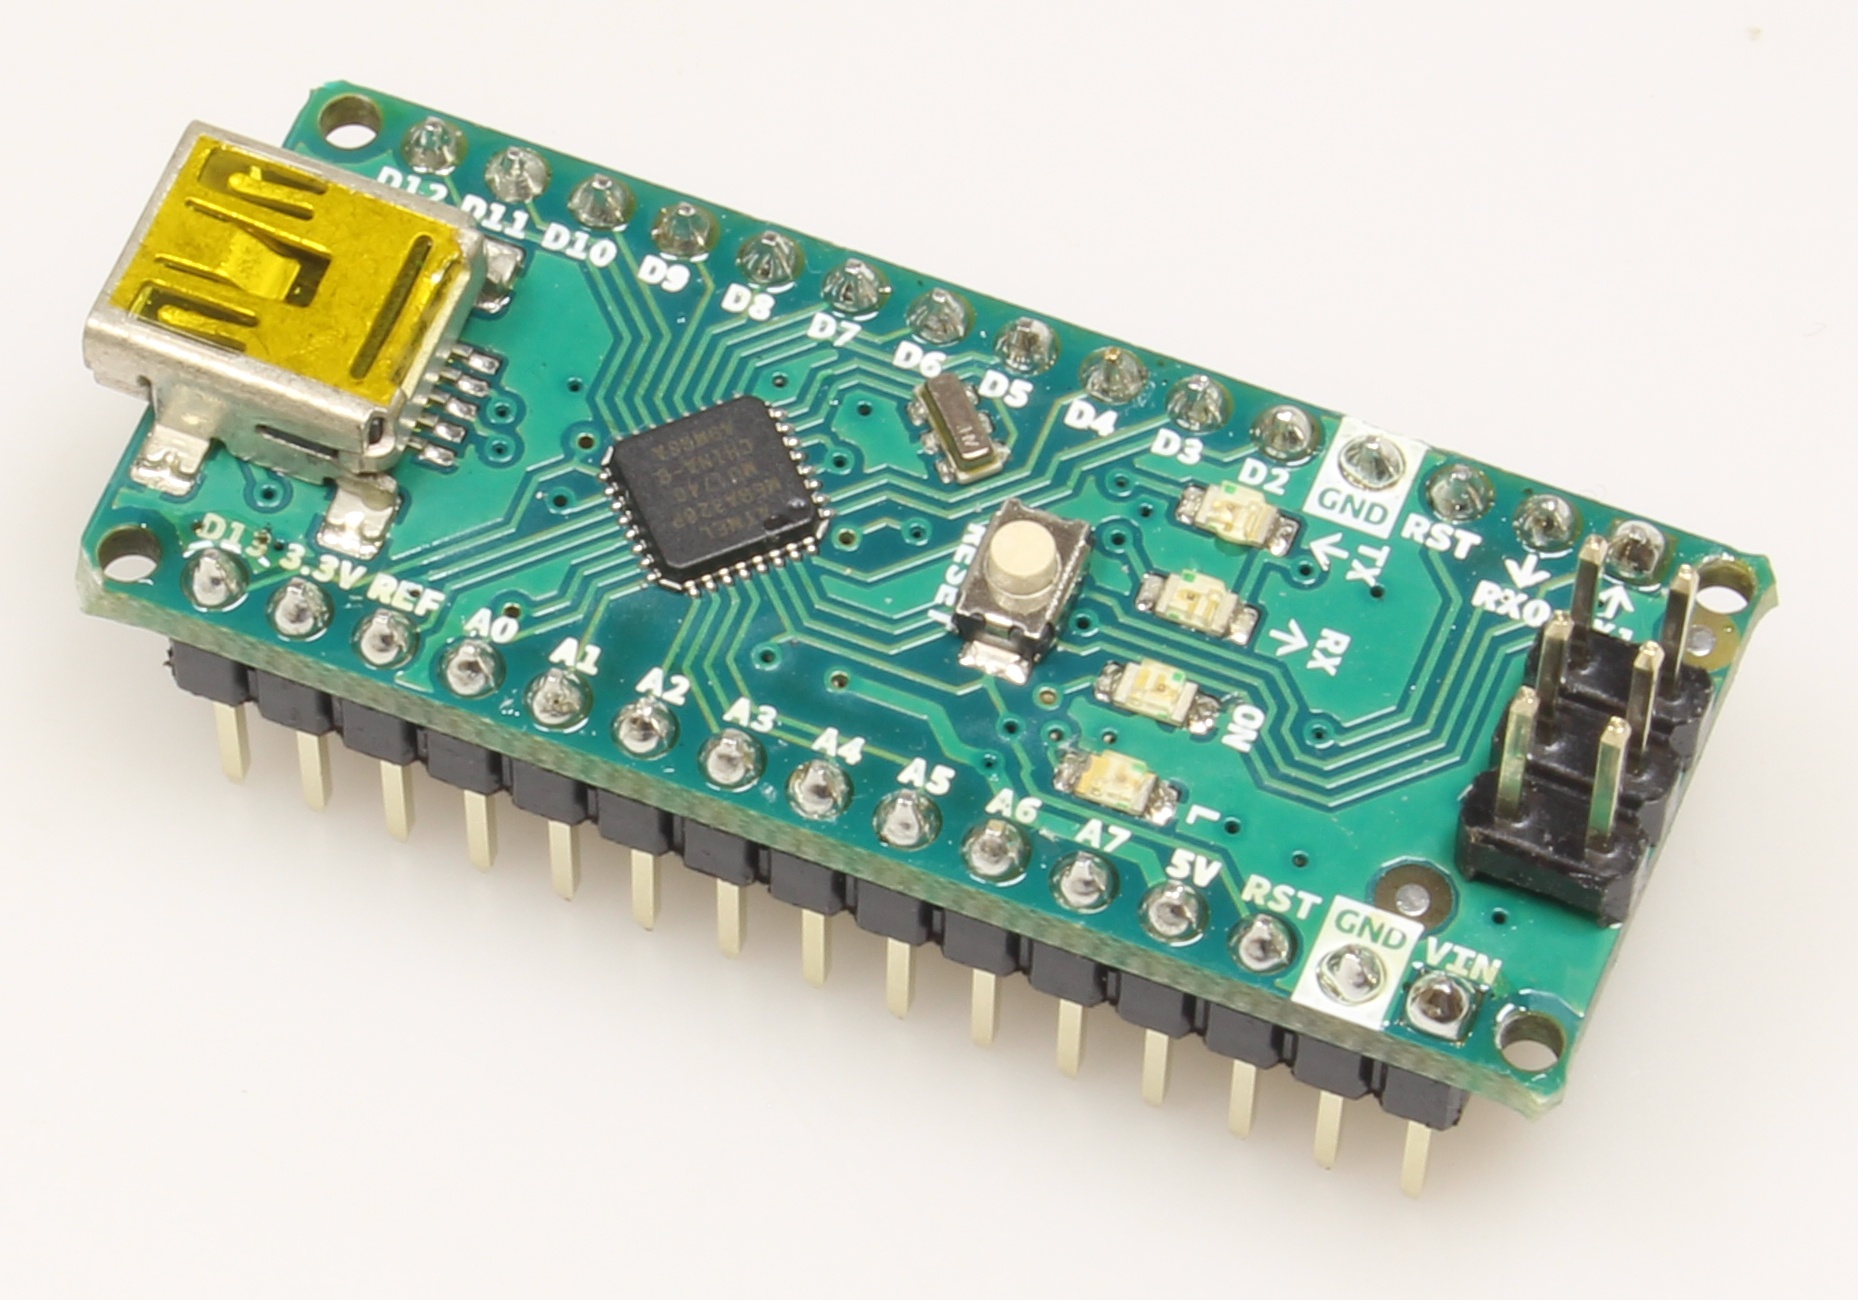 D12
D11
D10
D9
D8
D7
D6
D5
D4
D3
D2
GND
RST
RX0
TX
RX
ON
L
RESET
ATMEL
MEGA328P
D13
3.3V
REF
A0
A1
A2
A3
A4
A5
A6
A7
5V
RST
GND
VIN